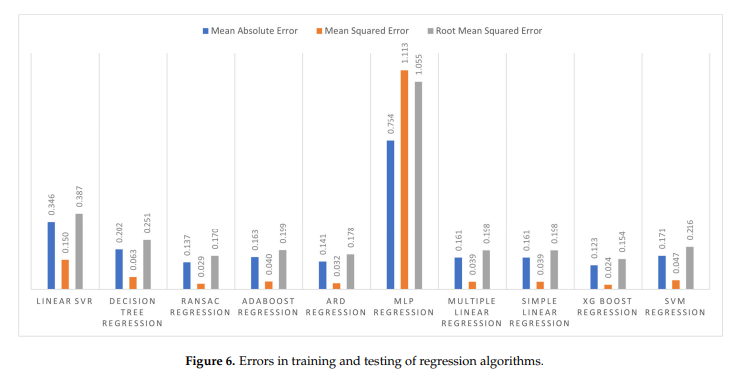 Mean Absolute Error Mean Squared Error Root Mean Squared Error
0.346
0.150
0.387
0.202
0.063
0.251
0.137
0.029
0.170
0.163
0.040
0.199
0.141
0.032
0.178
0.754
1.113
1.055
0.161
0.039
0.198
0.161
0.039
0.198
0.123
0.024
0.154
0.171
0.047
0.216
LINEAR SVR
DECISION
TREE
REGRESSION
RANSAC
REGRESSION
ADABOOST
REGRESSION
ARD
REGRESSION
MLP
REGRESSION
MULTIPLE
LINEAR
REGRESSION
SIMPLE
LINEAR
REGRESSION
XG BOOST
REGRESSION
SVM
REGRESSION
Figure 6. Errors in training and testing of regression algorithms.